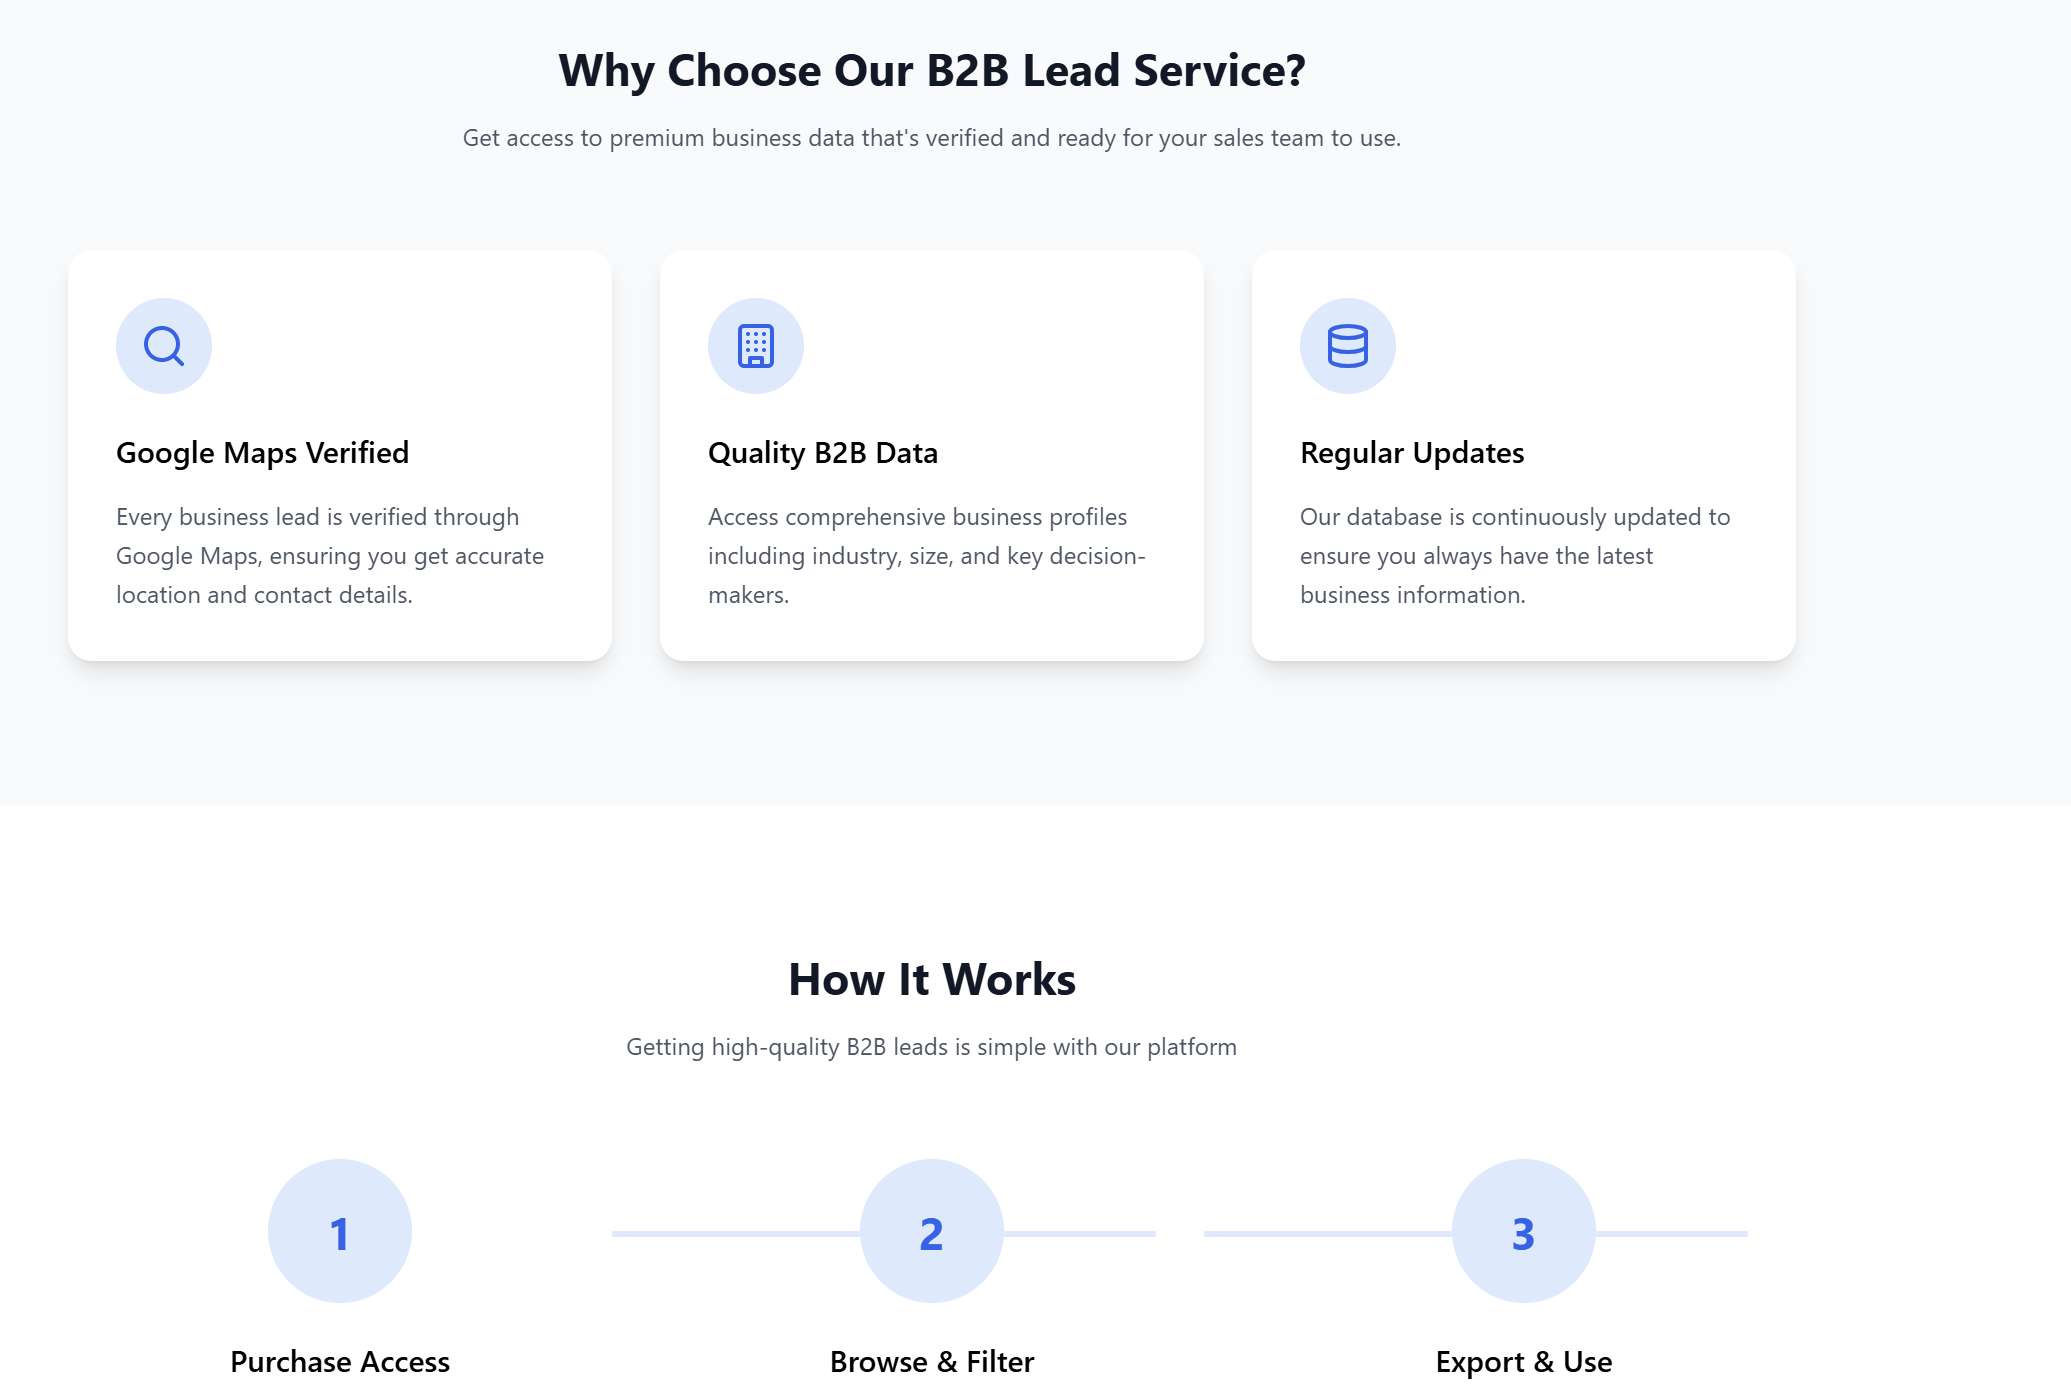 Why Choose Our B2B Lead Service?
Get access to premium business data that's verified and ready for your sales team to use.
Google Maps Verified
Every business lead is verified through
Google Maps, ensuring you get accurate
location and contact details.
Quality B2B Data
Access comprehensive business profiles
including industry, size, and key decision-
makers.
Regular Updates
Our database is continuously updated to
ensure you always have the latest
business information.
How It Works
Getting high-quality B2B leads is simple with our platform
1
Purchase Access
2
Browse & Filter
3
Export & Use